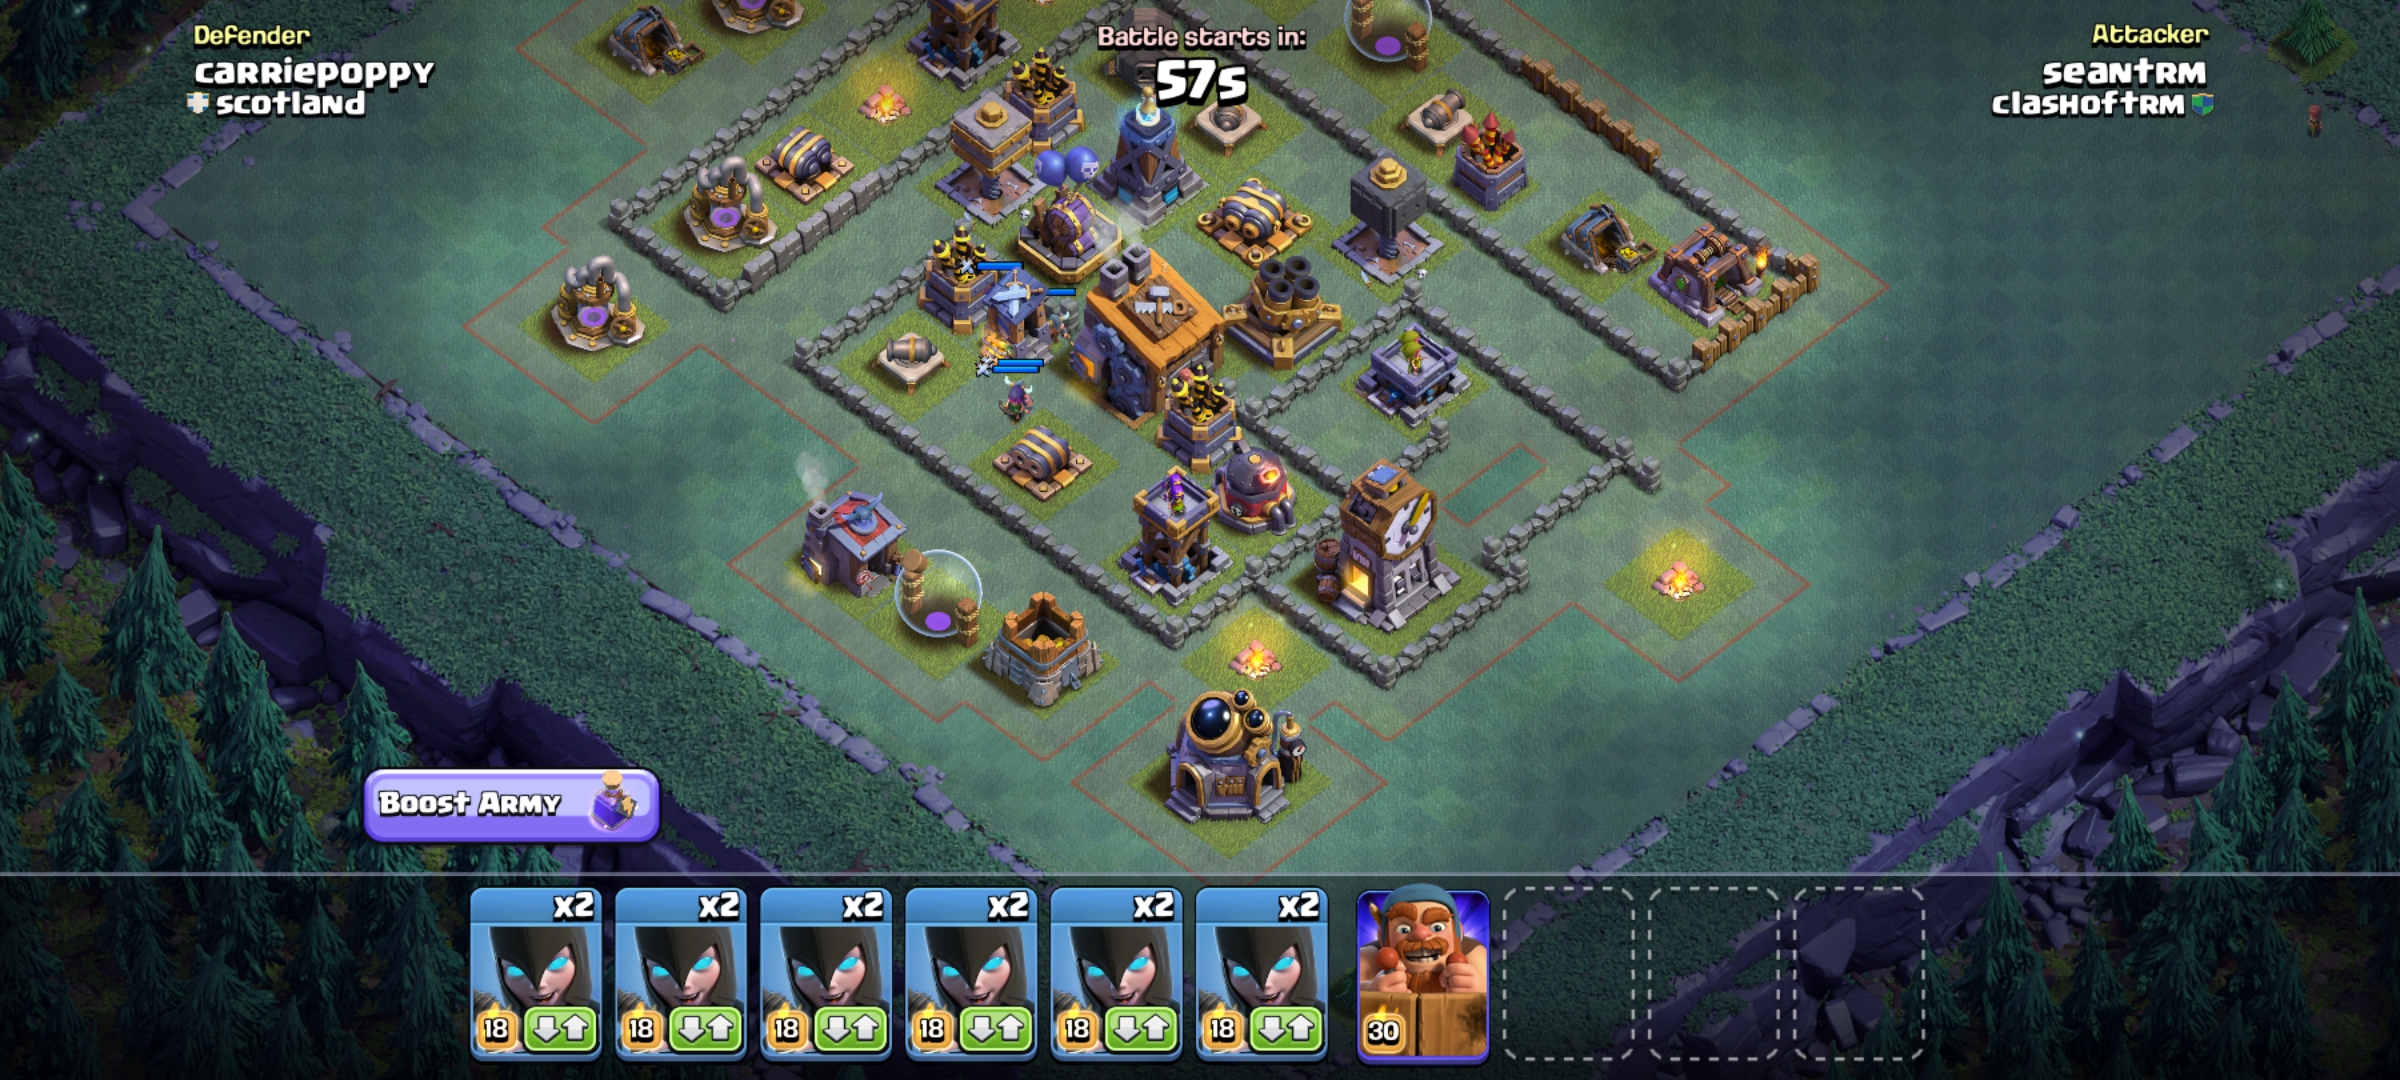 Defender
carriepoppy
scotland
Battle starts in:
57s
Attacker
seantRM
clashoftRM
VIII
Boost Army
x2
x2
x2
x2
x2
x2
18
18
18
18
18
18
30